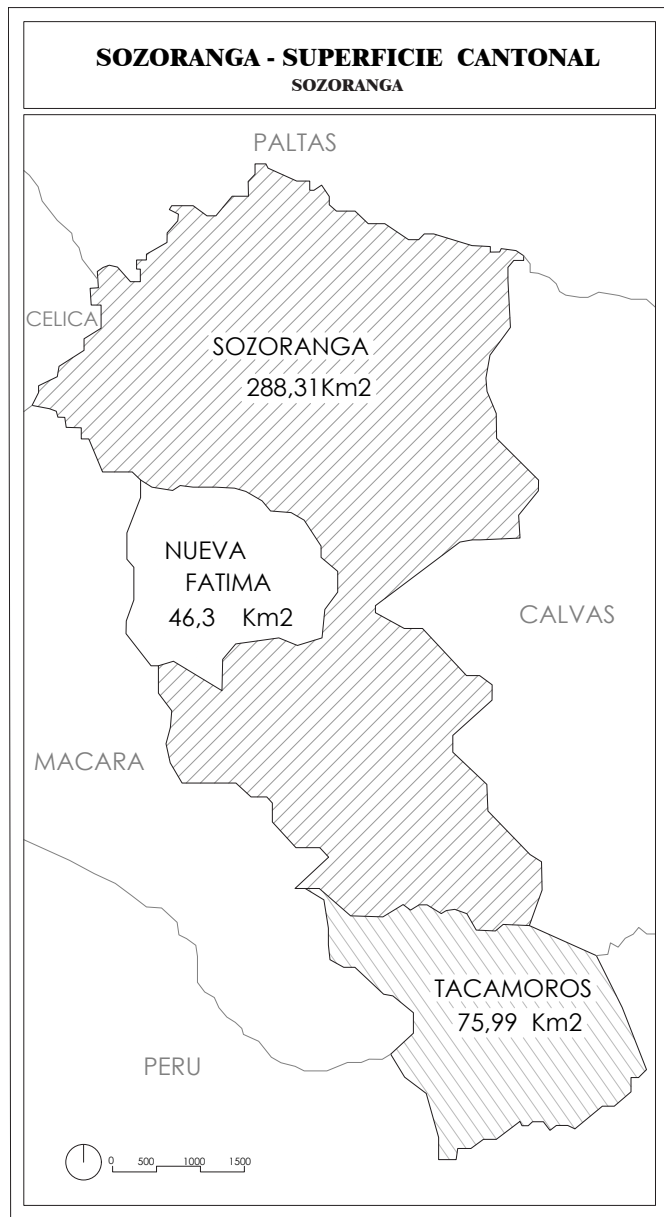 SOZORANGA - SUPERFICIE CANTONAL
SOZORANGA
PALTAS
CELICA
SOZORANGA
288,31Km2
NUEVA
FATIMA
46,3 Km2
CALVAS
MACARA
TACAMOROS
75,99 Km2
PERU
0 500 1000 1500